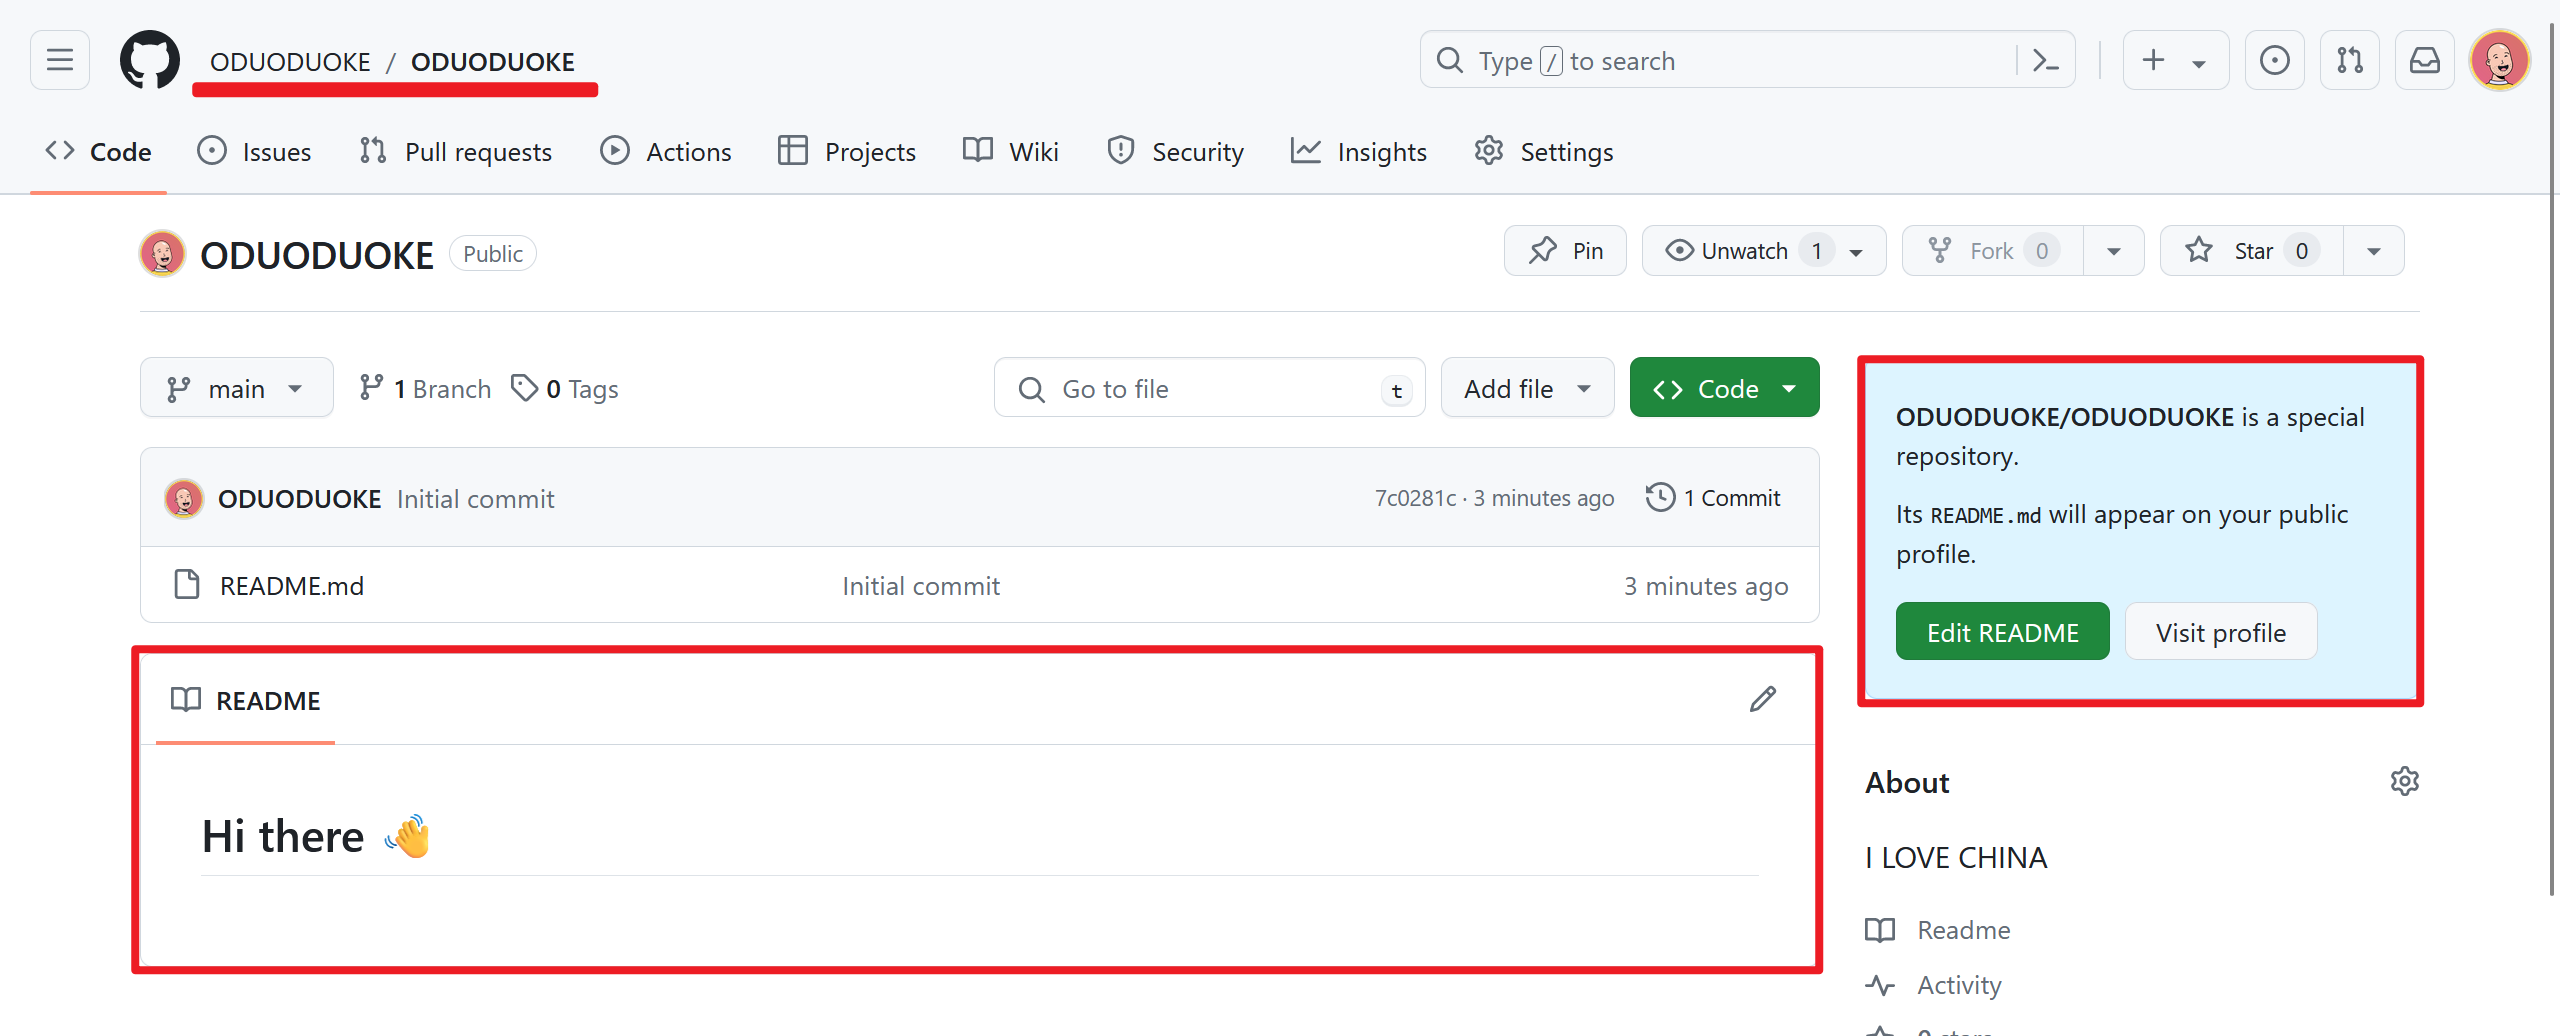 ODUODUOKE / ODUODUOKE
Type / to search
Code Issues Pull requests Actions Projects Wiki Security Insights Settings
ODUODUOKE Public
Pin Unwatch 1 Fork 0 Star 0
main 1 Branch 0 Tags Go to file t Add file Code
ODUODUOKE Initial commit 7c0281c · 3 minutes ago 1 Commit
README.md Initial commit 3 minutes ago
README
Hi there 👋
ODUODUOKE/ODUODUOKE is a special
repository.
Its README.md will appear on your public
profile.
Edit README Visit profile
About
I LOVE CHINA
Readme
Activity